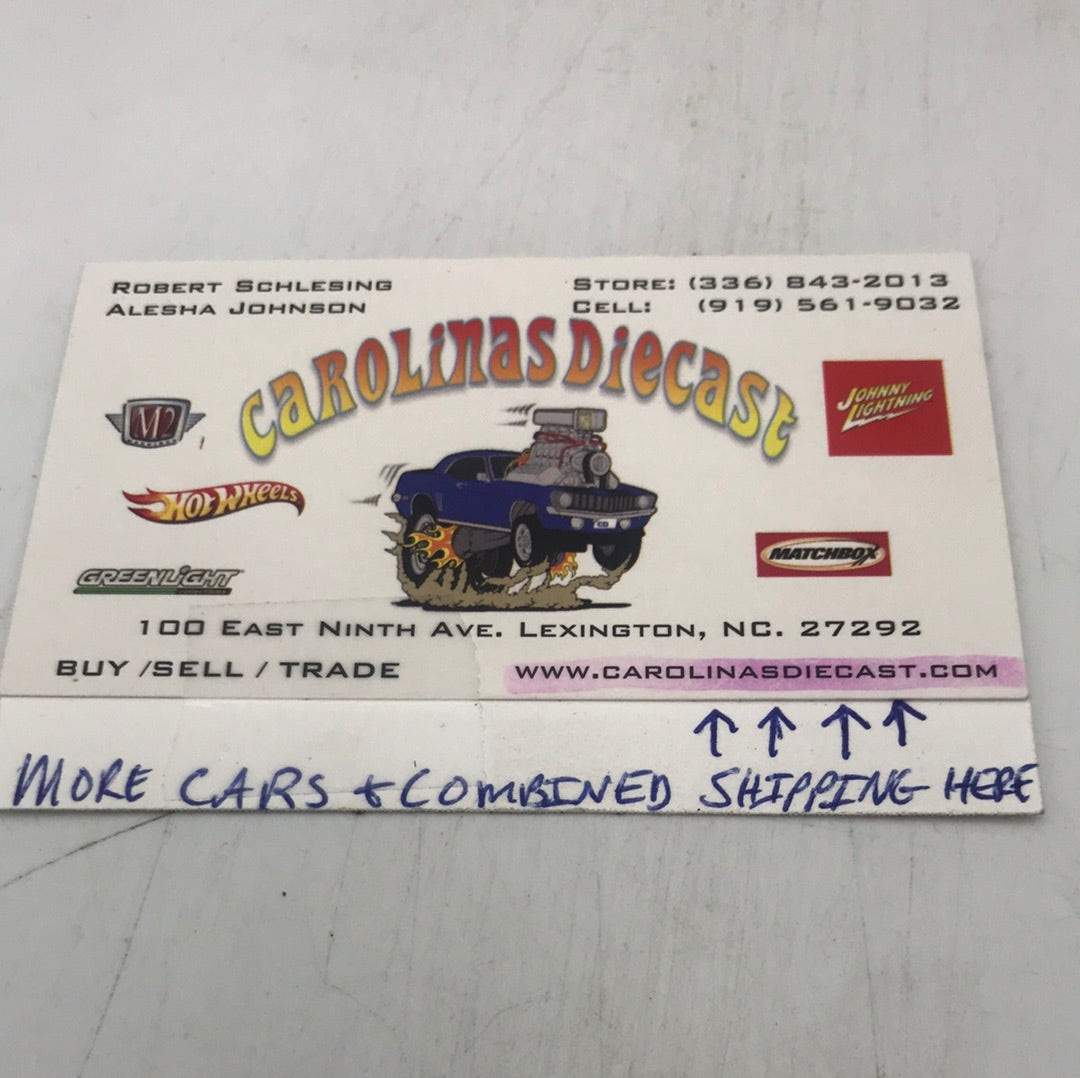 ROBERT SCHLESING
ALESHA JOHNSON
STORE: (336) 843-2013
CELL: (919) 561-9032
CAROLINAS DIECAST
M2
JOHNNY
LIGHTNING
HOT WHEELS
CD
MATCHBOX
GREENLIGHT
100 EAST NINTH AVE. LEXINGTON, NC. 27292
BUY /SELL / TRADE
WWW.CAROLINASDIECAST.COM
↑ ↑ ↑ ↑
MORE CARS + COMBINED SHIPPING HERE